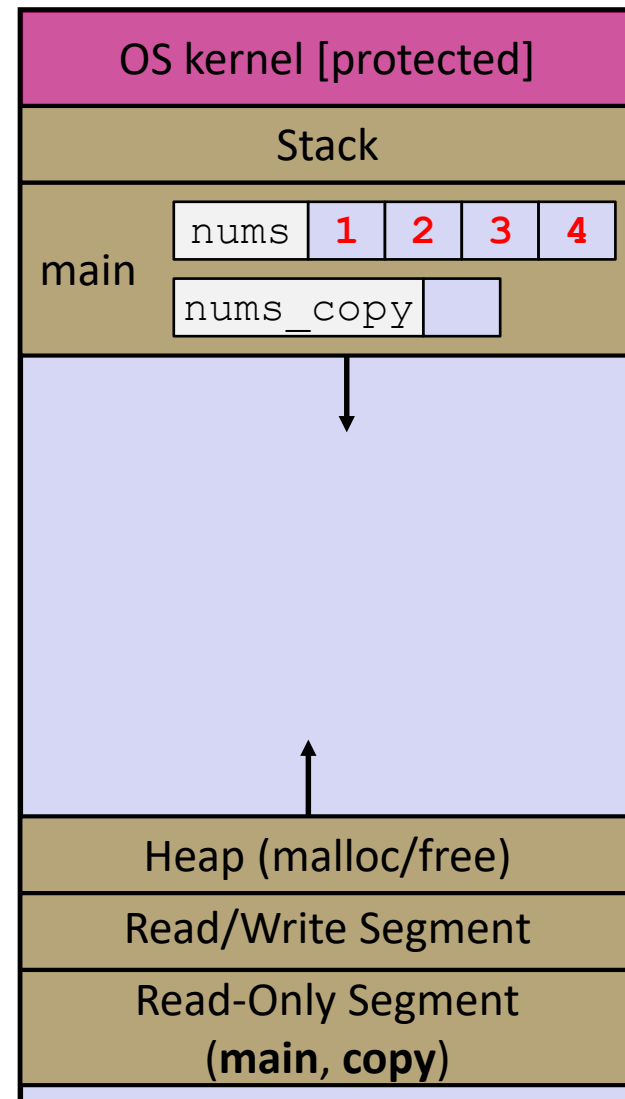 OS kernel [protected]
Stack
main
nums 1 2 3 4
nums_copy
Heap (malloc/free)
Read/Write Segment
Read-Only Segment
(main, copy)